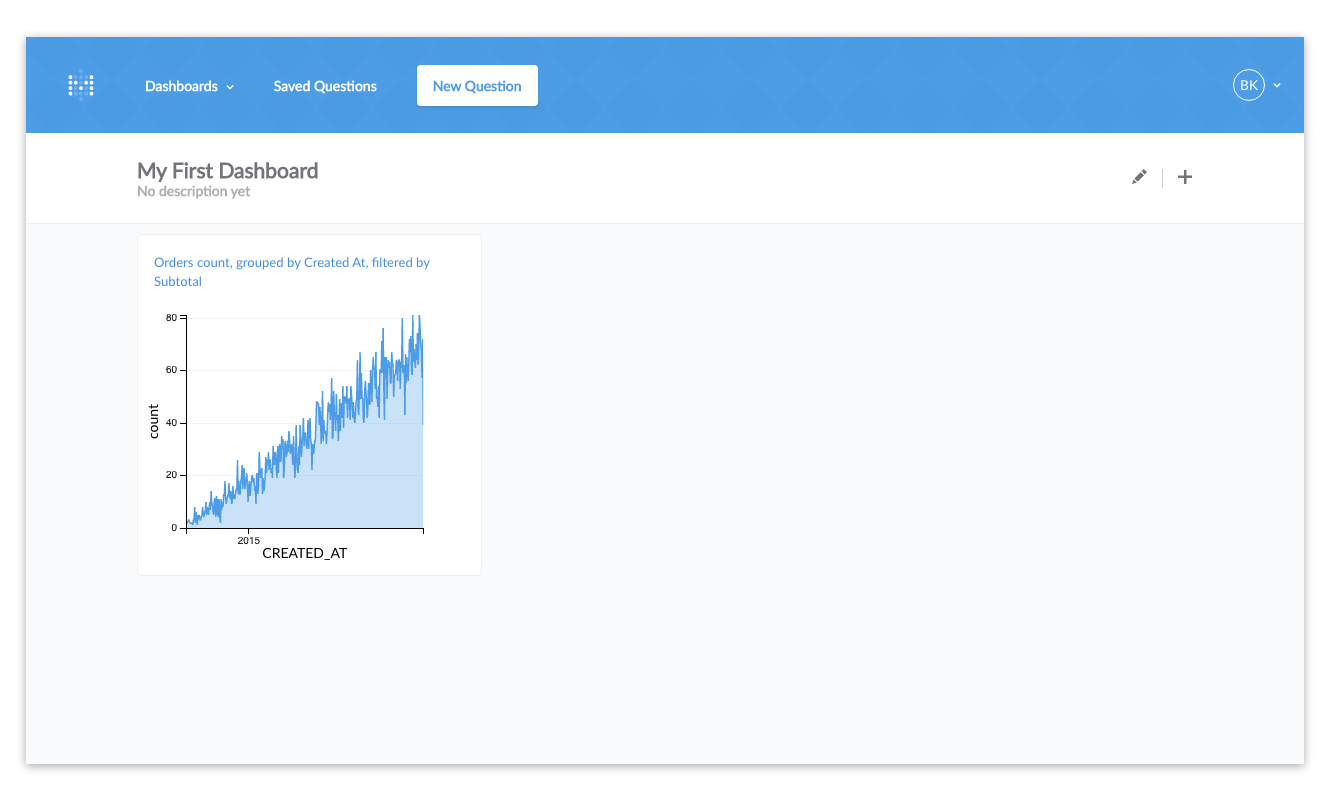 Dashboards
Saved Questions
New Question
BK
My First Dashboard
No description yet
Orders count, grouped by Created At, filtered by
Subtotal
80
60
40
20
0
count
2015
CREATED_AT